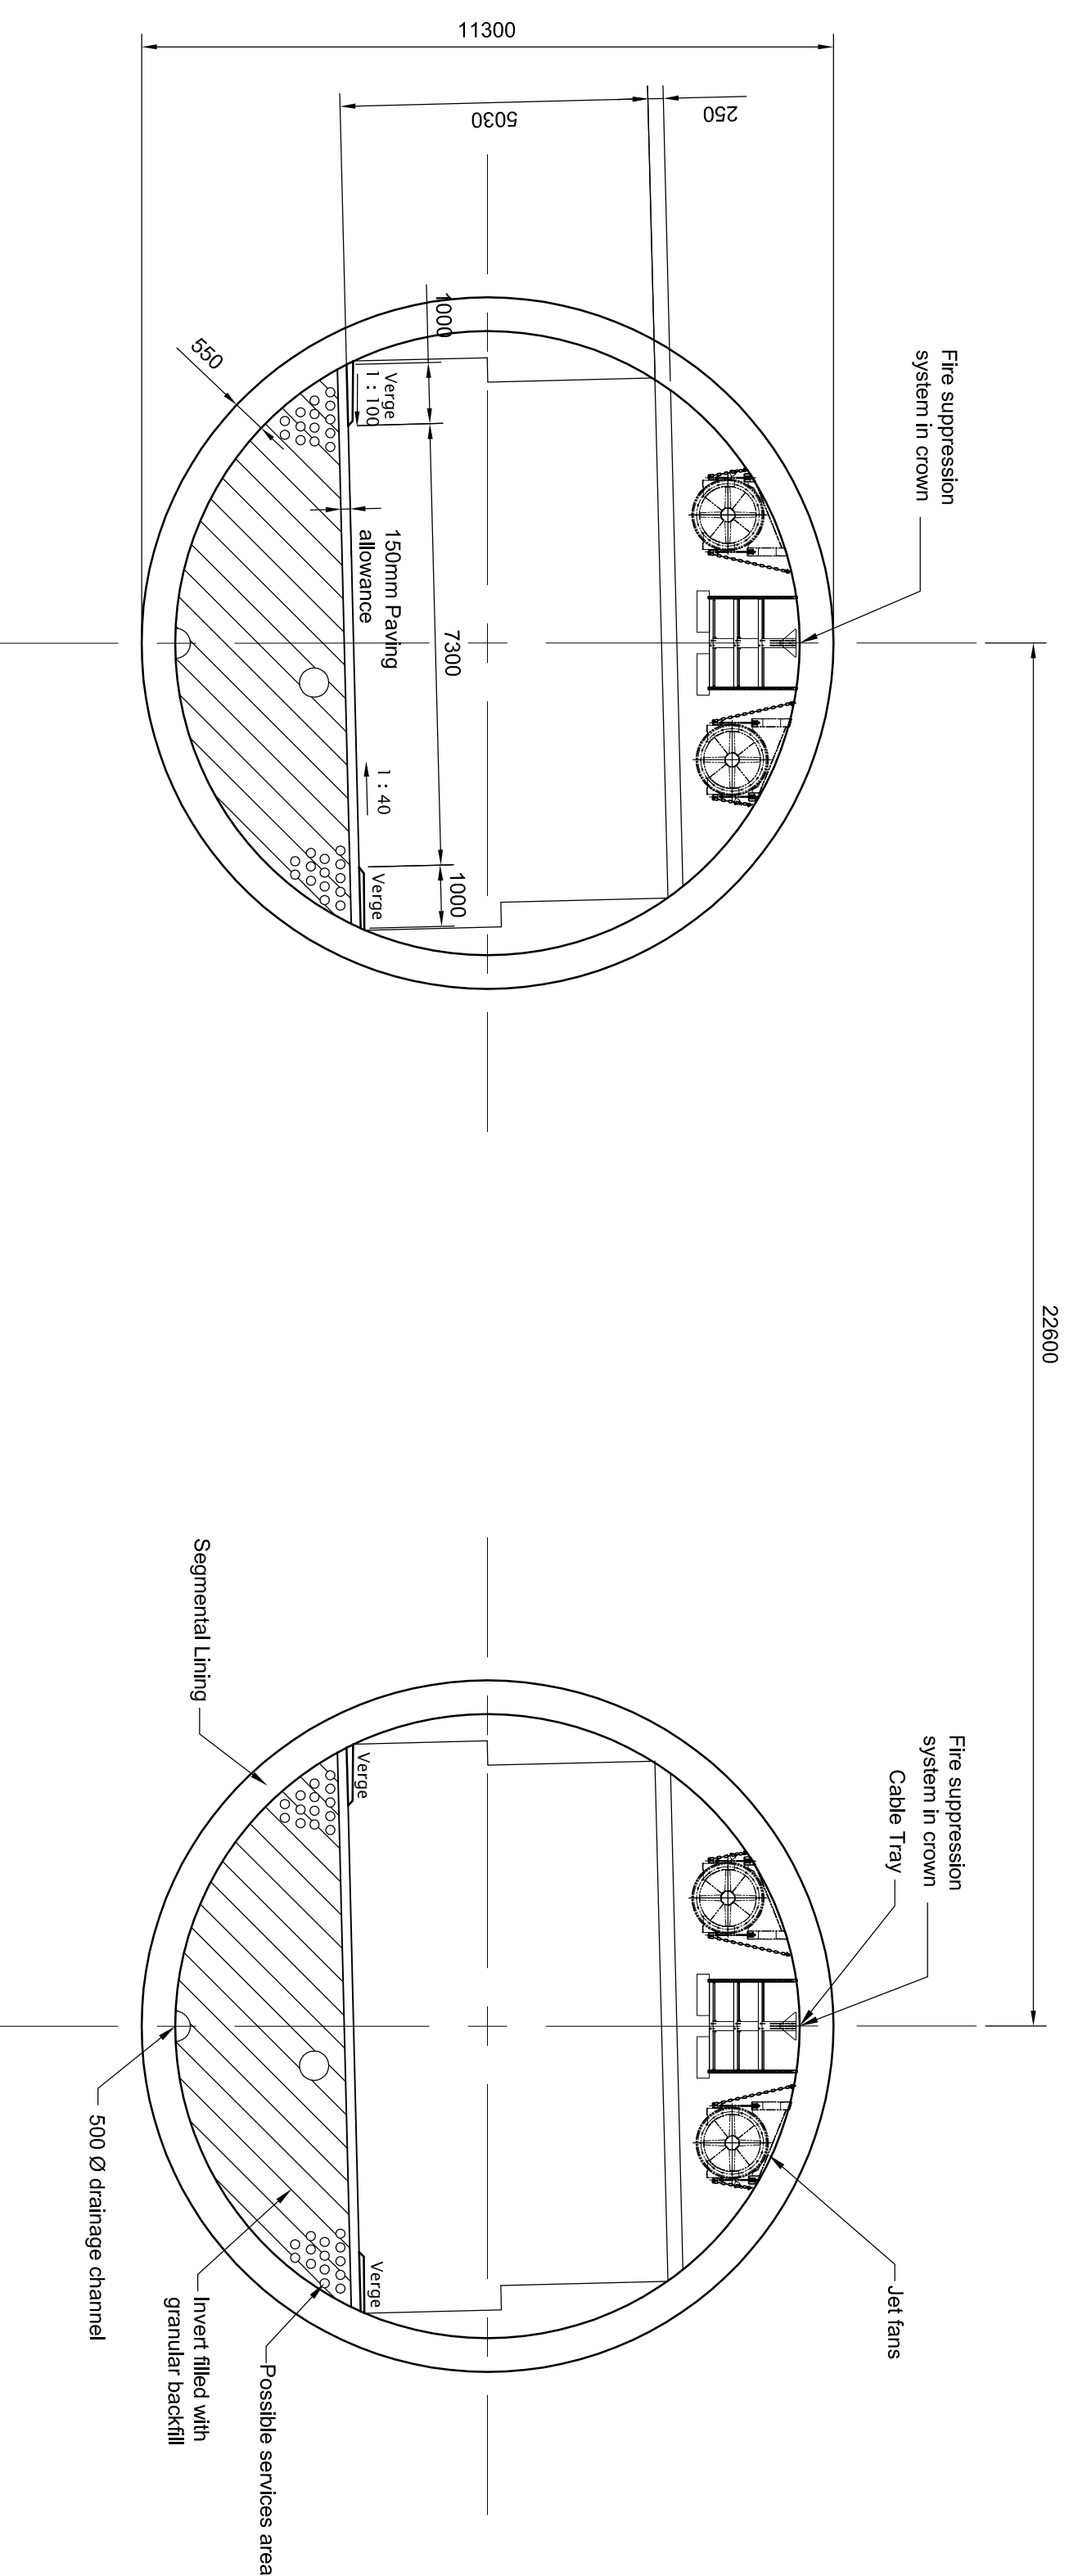 11300
5030
250
Fire suppression
system in crown
1000
Verge
1 : 100
550
150mm Paving
allowance
7300
1 : 40
1000
Verge
22600
Fire suppression
system in crown
Cable Tray
Jet fans
Segmental Lining
Verge
Verge
500 Ø drainage channel
Invert filled with
granular backfill
Possible services area